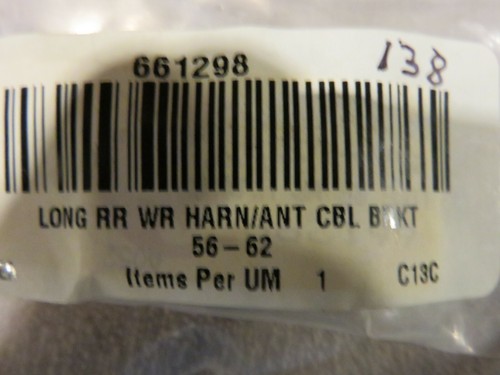 661298
138
LONG RR WR HARN/ANT CBL BRKT
56-62
Items Per UM 1 C13C